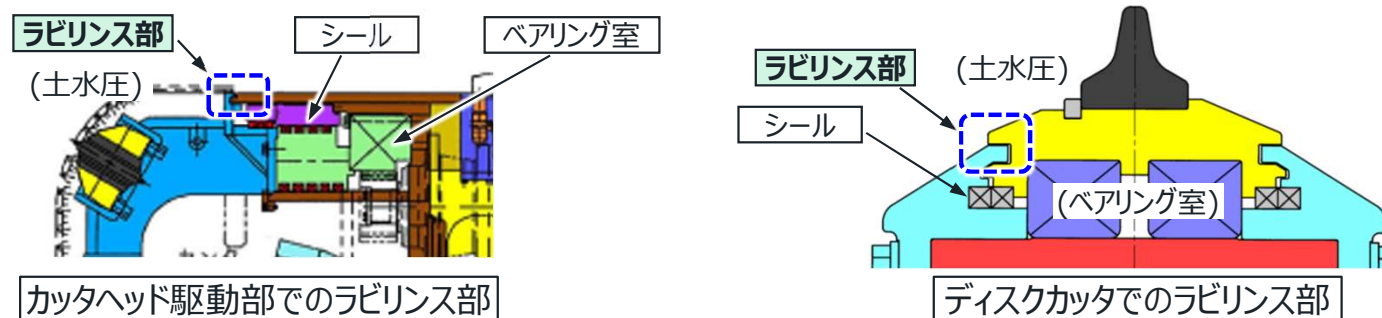 ラビリンス部
シール
ベアリング室
(土水圧)
カッタヘッド駆動部でのラビリンス部
ラビリンス部
(土水圧)
シール
(ベアリング室)
ディスクカッタでのラビリンス部